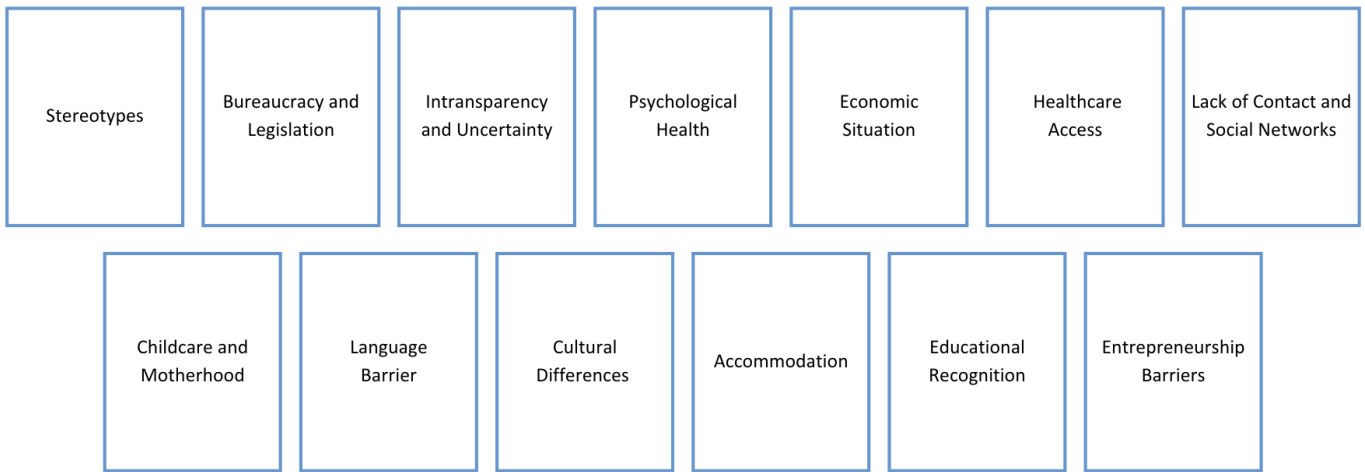 Stereotypes
Bureaucracy and
Legislation
Intransparency
and Uncertainty
Psychological
Health
Economic
Situation
Healthcare
Access
Lack of Contact and
Social Networks
Childcare and
Motherhood
Language
Barrier
Cultural
Differences
Accommodation
Educational
Recognition
Entrepreneurship
Barriers